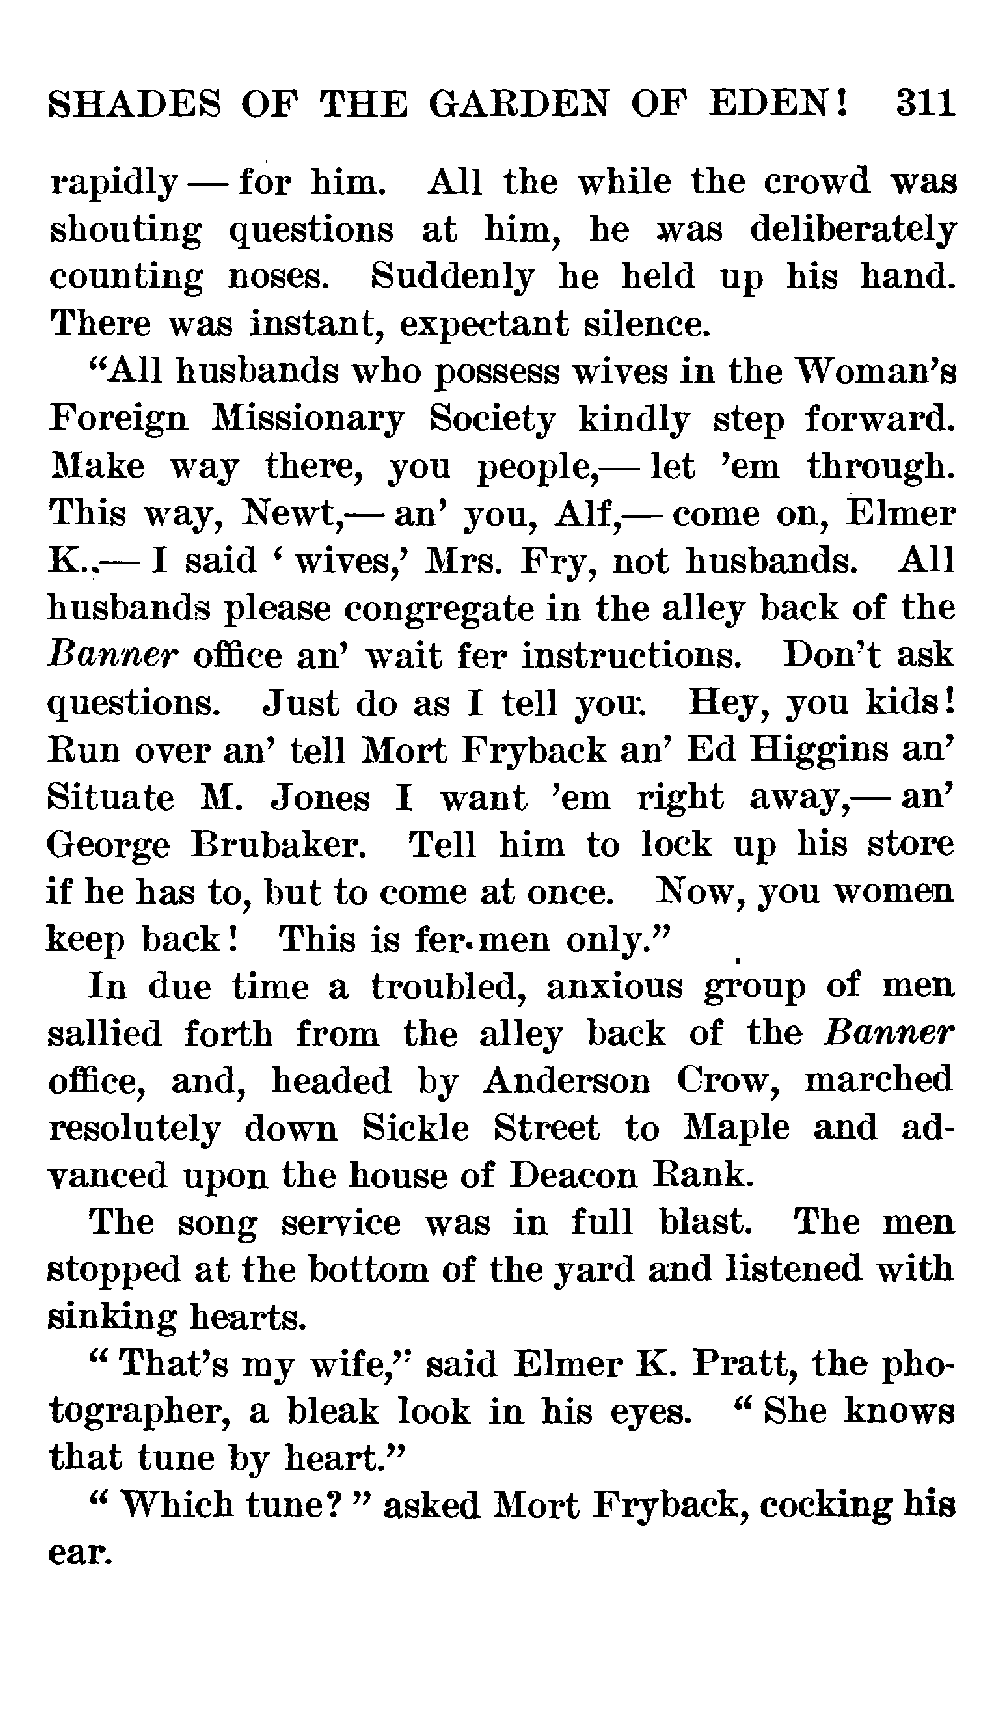 SHADES OF THE GARDEN OF EDEN! 311
rapidly — for him. All the while the crowd was
shouting questions at him, he was deliberately
counting noses. Suddenly he held up his hand.
There was instant, expectant silence.
“All husbands who possess wives in the Woman’s
Foreign Missionary Society kindly step forward.
Make way there, you people,— let ’em through.
This way, Newt,— an’ you, Alf,— come on, Elmer
K.,— I said ‘ wives,’ Mrs. Fry, not husbands. All
husbands please congregate in the alley back of the
Banner office an’ wait fer instructions. Don’t ask
questions. Just do as I tell you. Hey, you kids!
Run over an’ tell Mort Fryback an’ Ed Higgins an’
Situate M. Jones I want ’em right away,— an’
George Brubaker. Tell him to lock up his store
if he has to, but to come at once. Now, you women
keep back! This is fer men only.”
In due time a troubled, anxious group of men
sallied forth from the alley back of the Banner
office, and, headed by Anderson Crow, marched
resolutely down Sickle Street to Maple and ad-
vanced upon the house of Deacon Rank.
The song service was in full blast. The men
stopped at the bottom of the yard and listened with
sinking hearts.
“ That’s my wife,” said Elmer K. Pratt, the pho-
tographer, a bleak look in his eyes. “ She knows
that tune by heart.”
“ Which tune? ” asked Mort Fryback, cocking his
ear.